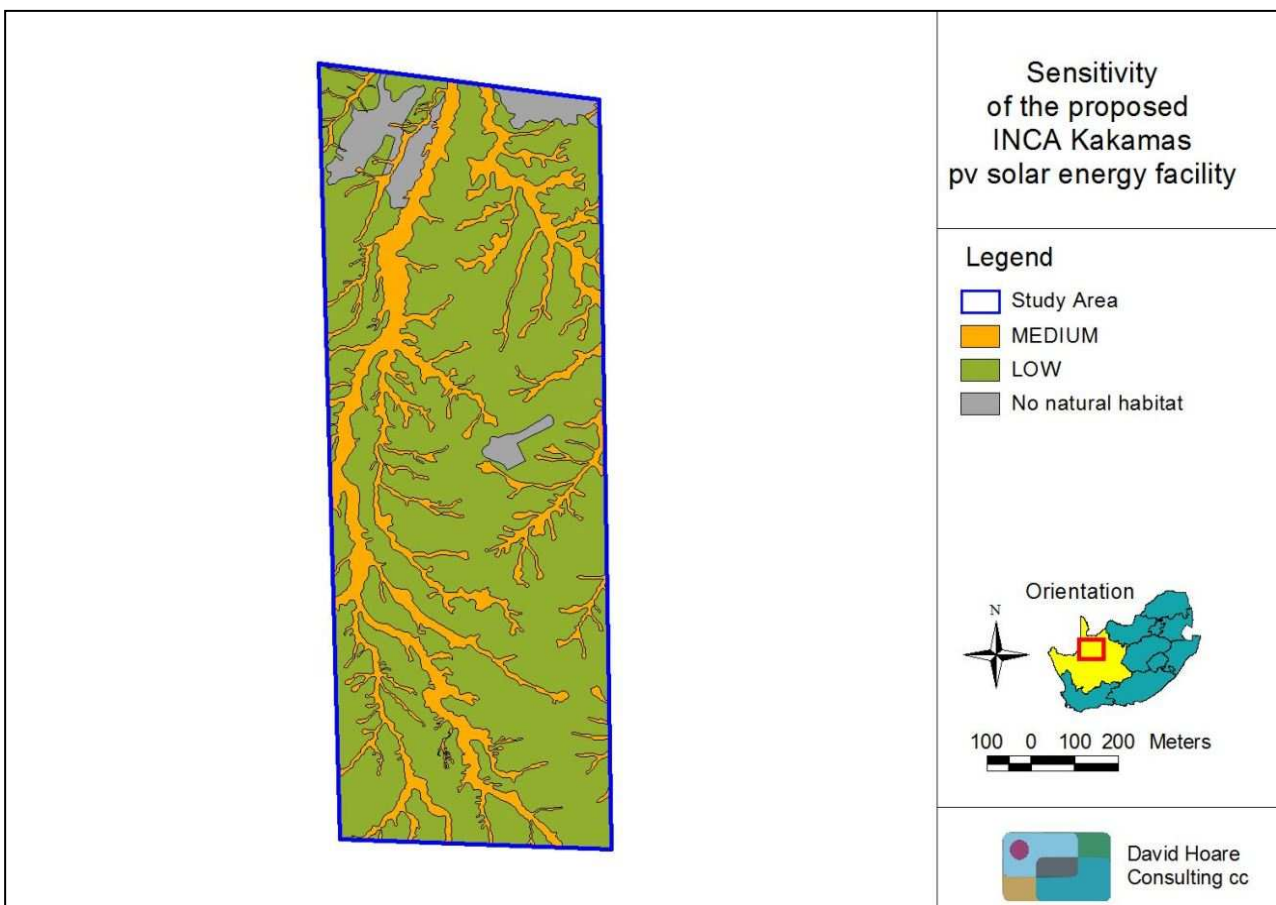 Sensitivity
of the proposed
INCA Kakamas
pv solar energy facility
Legend
Study Area
MEDIUM
LOW
No natural habitat
Orientation
N
100 0 100 200 Meters
David Hoare
Consulting cc